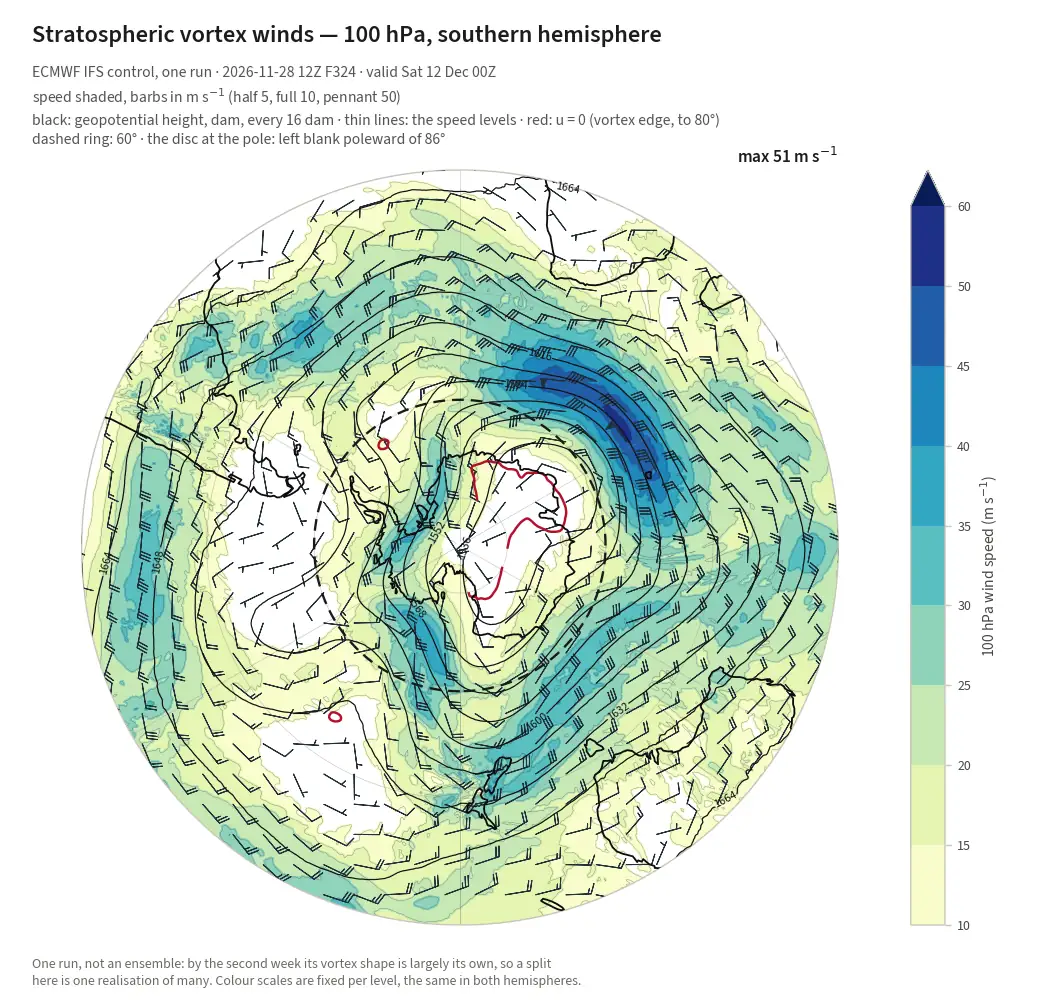 Stratospheric vortex winds — 100 hPa, southern hemisphere
ECMWF IFS control, one run · 2026-11-28 12Z F324 · valid Sat 12 Dec 00Z
speed shaded, barbs in m s⁻¹ (half 5, full 10, pennant 50)
black: geopotential height, dam, every 16 dam · thin lines: the speed levels · red: u = 0 (vortex edge, to 80°)
dashed ring: 60° · the disc at the pole: left blank poleward of 86°
max 51 m s⁻¹
1664
1616
1552
1648
1600
1632
1664
60
50
45
40
35
30
25
20
15
10
100 hPa wind speed (m s⁻¹)
One run, not an ensemble: by the second week its vortex shape is largely its own, so a split
here is one realisation of many. Colour scales are fixed per level, the same in both hemispheres.